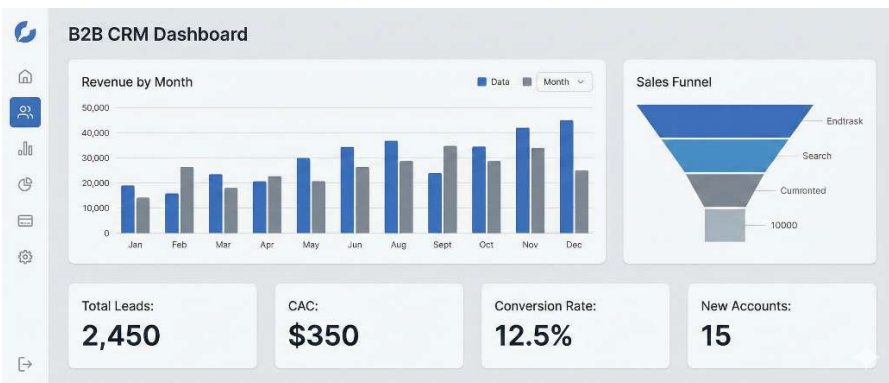 B2B CRM Dashboard
Revenue by Month
Data
Month
50,000
40,000
30,000
20,000
10,000
0
Jan Feb Mar Apr May Jun Aug Sept Oct Nov Dec
Sales Funnel
Endtrask
Search
Cumronted
10000
Total Leads:
2,450
CAC:
$350
Conversion Rate:
12.5%
New Accounts:
15